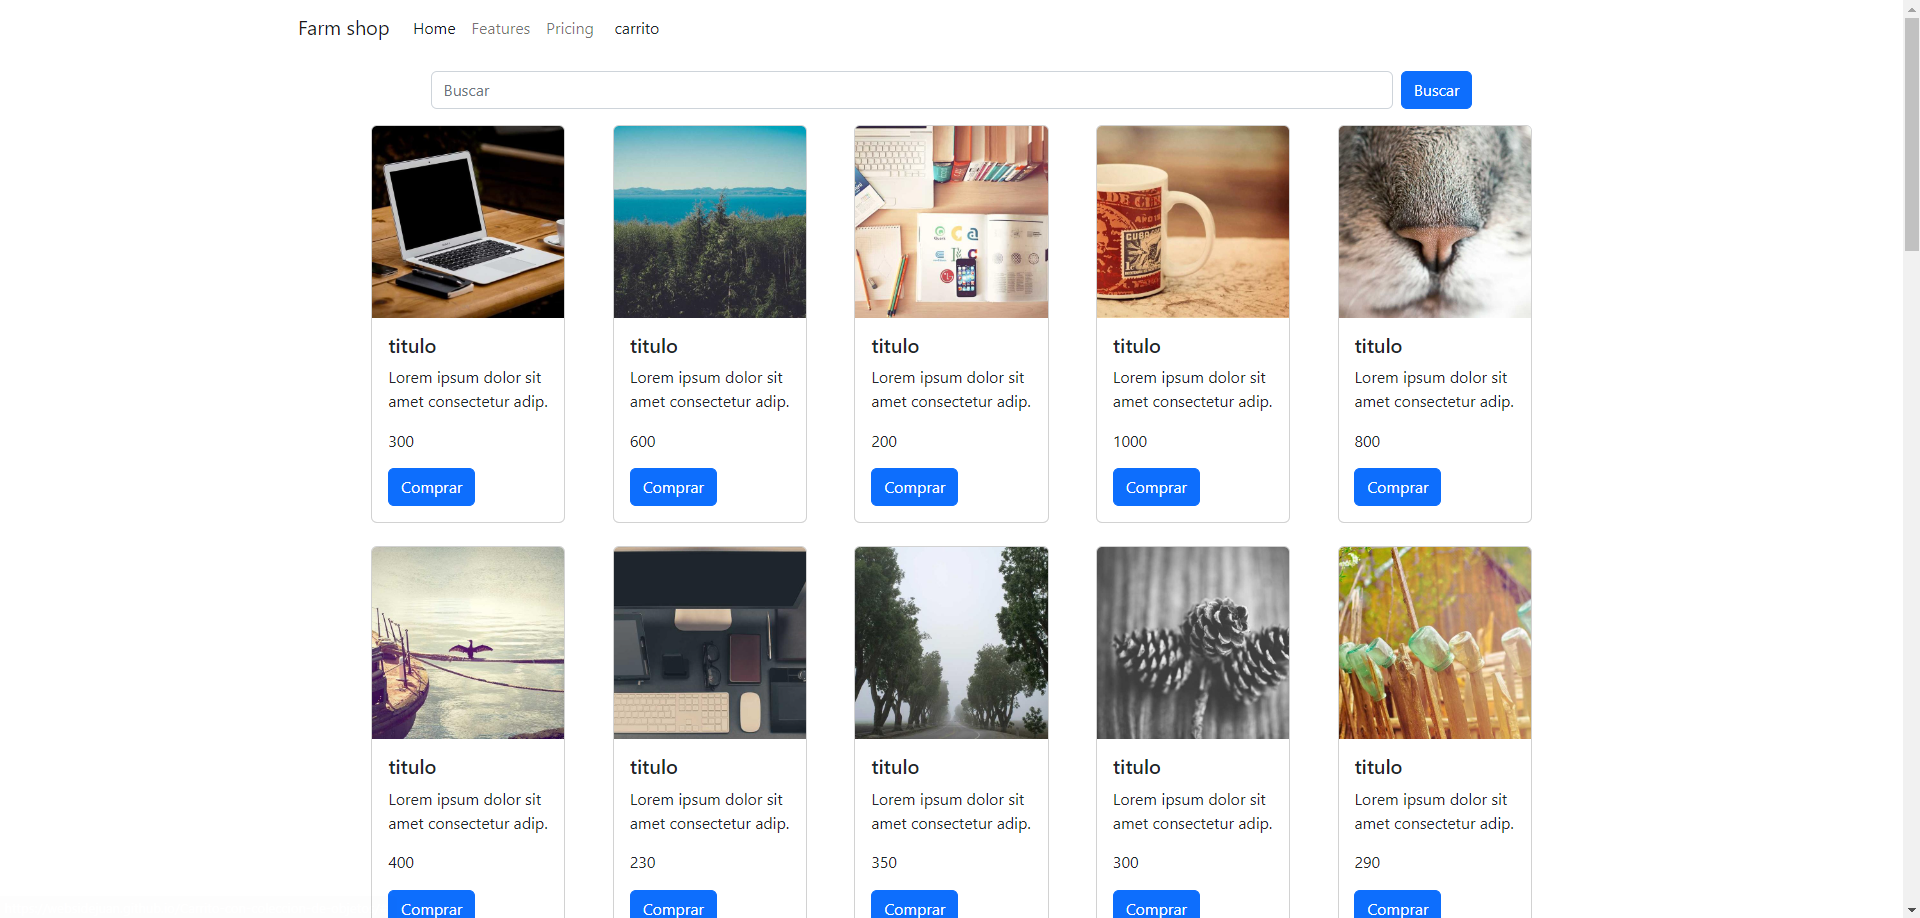 Farm shop Home Features Pricing carrito
Buscar Buscar
titulo titulo titulo titulo titulo
Lorem ipsum dolor sit Lorem ipsum dolor sit Lorem ipsum dolor sit Lorem ipsum dolor sit Lorem ipsum dolor sit
amet consectetur adip. amet consectetur adip. amet consectetur adip. amet consectetur adip. amet consectetur adip.
300 600 200 1000 800
Comprar Comprar Comprar Comprar Comprar
titulo titulo titulo titulo titulo
Lorem ipsum dolor sit Lorem ipsum dolor sit Lorem ipsum dolor sit Lorem ipsum dolor sit Lorem ipsum dolor sit
amet consectetur adip. amet consectetur adip. amet consectetur adip. amet consectetur adip. amet consectetur adip.
400 230 350 300 290
Comprar Comprar Comprar Comprar Comprar